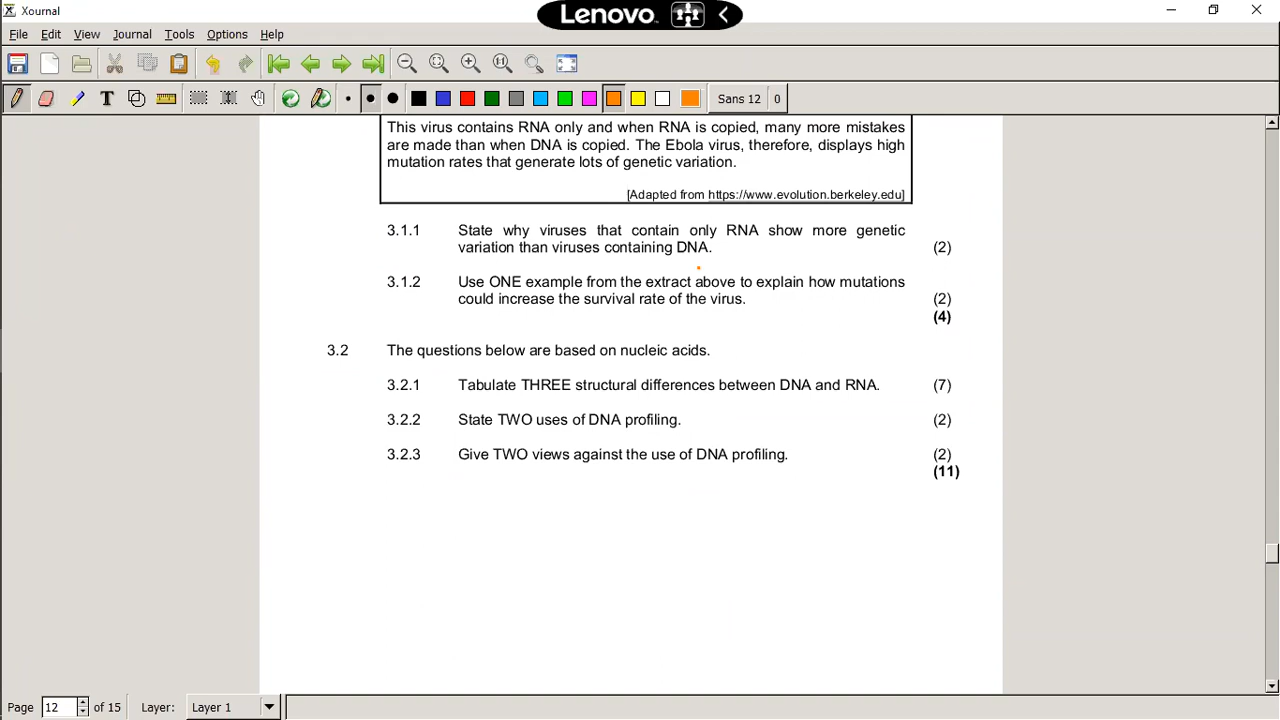 Xournal
Lenovo
File Edit View Journal Tools Options Help
Sans 12 0
This virus contains RNA only and when RNA is copied, many more mistakes
are made than when DNA is copied. The Ebola virus, therefore, displays high
mutation rates that generate lots of genetic variation.
[Adapted from https://www.evolution.berkeley.edu]
3.1.1 State why viruses that contain only RNA show more genetic
variation than viruses containing DNA. (2)
3.1.2 Use ONE example from the extract above to explain how mutations
could increase the survival rate of the virus. (2)
(4)
3.2 The questions below are based on nucleic acids.
3.2.1 Tabulate THREE structural differences between DNA and RNA. (7)
3.2.2 State TWO uses of DNA profiling. (2)
3.2.3 Give TWO views against the use of DNA profiling. (2)
(11)
Page 12 of 15 Layer: Layer 1